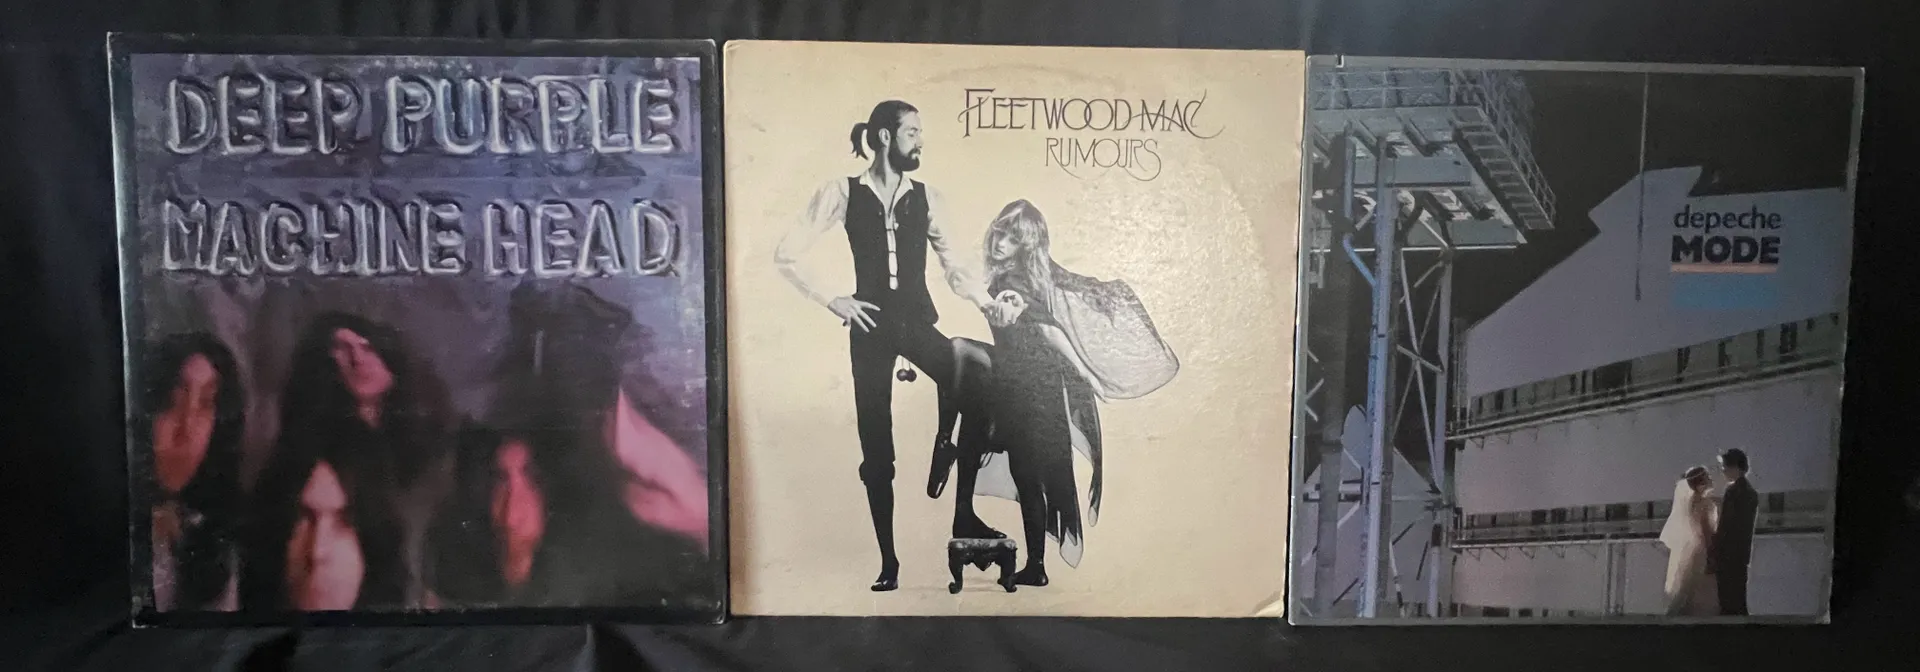 DEEP PURPLE
MACHINE HEAD
FLEETWOOD MAC
RUMOURS
depeche
MODE